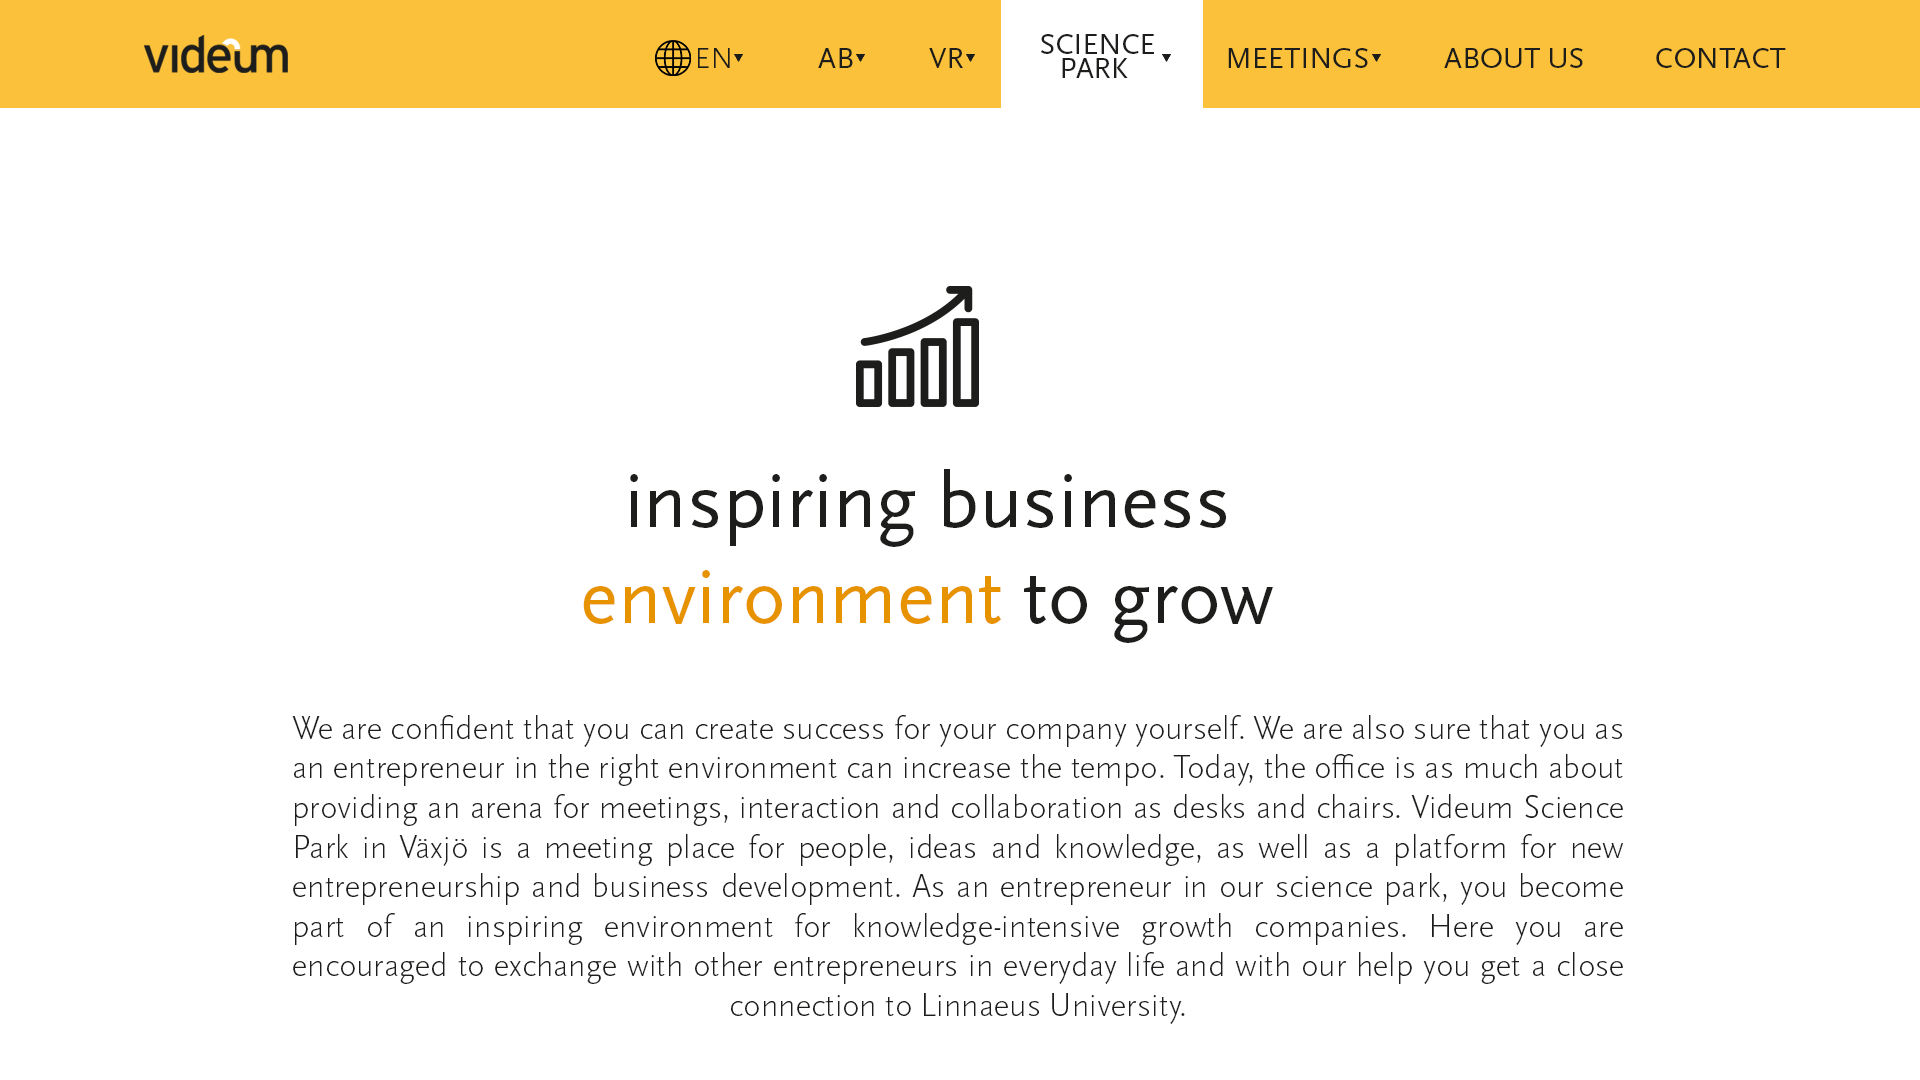 videum
EN
AB
VR
SCIENCE
PARK
MEETINGS
ABOUT US
CONTACT
inspiring business
environment to grow
We are confident that you can create success for your company yourself. We are also sure that you as
an entrepreneur in the right environment can increase the tempo. Today, the office is as much about
providing an arena for meetings, interaction and collaboration as desks and chairs. Videum Science
Park in Växjö is a meeting place for people, ideas and knowledge, as well as a platform for new
entrepreneurship and business development. As an entrepreneur in our science park, you become
part of an inspiring environment for knowledge-intensive growth companies. Here you are
encouraged to exchange with other entrepreneurs in everyday life and with our help you get a close
connection to Linnaeus University.